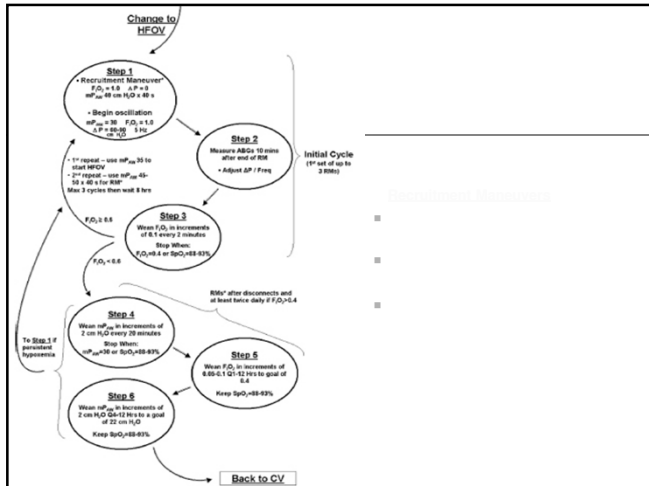 Change to
HFOV
Step 1
• Recruitment Maneuver*
FᵢO₂ = 1.0 Δ P = 0
mPAW 40 cm H₂O x 40 s
• Begin oscillation
mPAW = 30 FᵢO₂ = 1.0
Δ P = 60-90 5 Hz
cm H₂O
Step 2
Measure ABGs 10 mins
after end of RM
• Adjust ΔP / Freq
Initial Cycle
(1st set of up to
3 RMs)
• 1st repeat – use mPAW 35 to
start HFOV
• 2nd repeat – use mPAW 45-
50 x 40s for RM*
Max 3 cycles then wait 8 hrs
FᵢO₂ ≥ 0.6
Step 3
Wean FᵢO₂ in increments
of 0.1 every 2 minutes
Stop When:
FᵢO₂=0.4 or SpO₂=88-93%
FᵢO₂ < 0.6
RMs* after disconnects and
at least twice daily if FᵢO₂>0.4
Step 4
Wean mPAW in increments of
2 cm H₂O every 20 minutes
Stop When:
mPAW=30 or SpO₂=88-93%
To Step 1 if
persistent
hypoxemia
Step 5
Wean FᵢO₂ in increments of
0.05-0.1 Q1-12 Hrs to goal of
0.4
Keep SpO₂=88-93%
Step 6
Wean mPAW in increments of
2 cm H₂O Q4-12 Hrs to a goal
of 22 cm H₂O
Keep SpO₂=88-93%
Back to CV
Recruitment Maneuvers